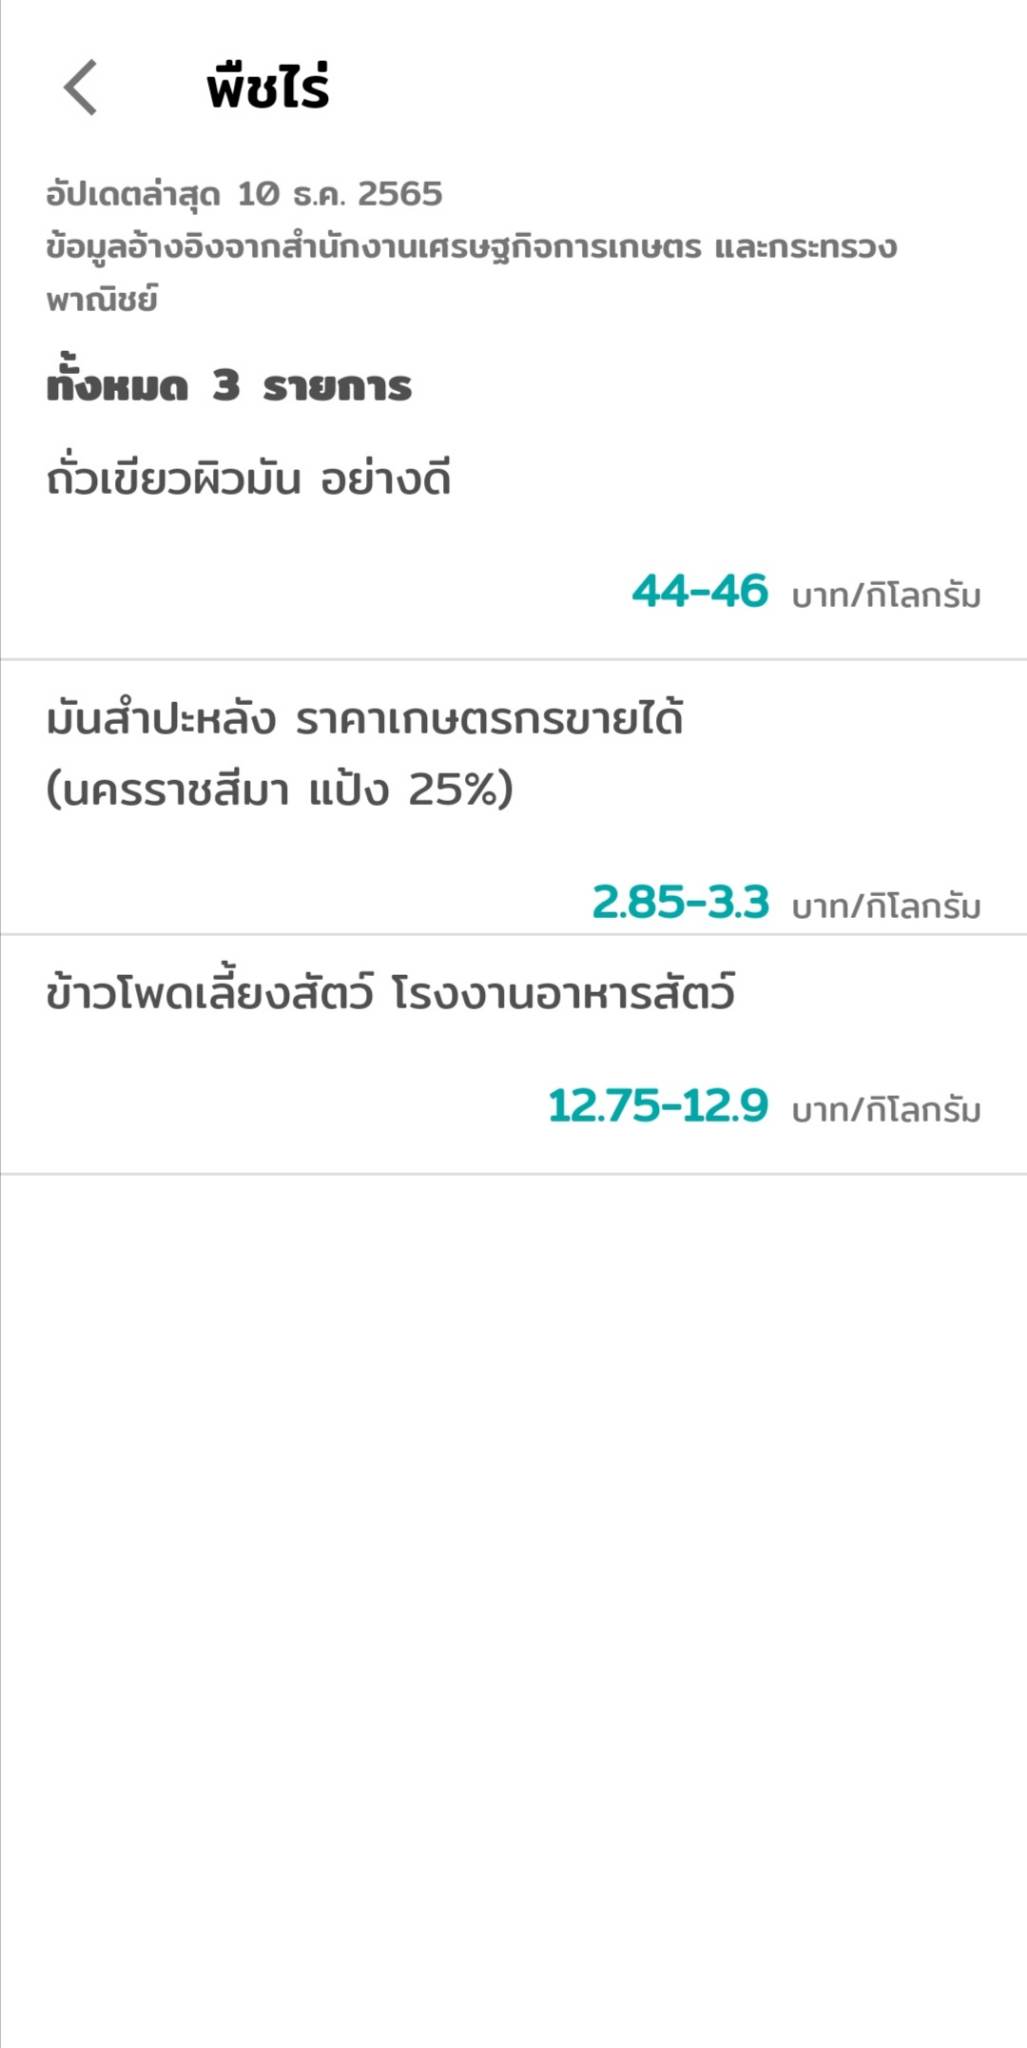 พืชไร่
อัปเดตล่าสุด 10 ธ.ค. 2565
ข้อมูลอ้างอิงจากสำนักงานเศรษฐกิจการเกษตร และกระทรวง
พาณิชย์
ทั้งหมด 3 รายการ
ถั่วเขียวผิวมัน อย่างดี
44-46 บาท/กิโลกรัม
มันสำปะหลัง ราคาเกษตรกรขายได้
(นครราชสีมา แป้ง 25%)
2.85-3.3 บาท/กิโลกรัม
ข้าวโพดเลี้ยงสัตว์ โรงงานอาหารสัตว์
12.75-12.9 บาท/กิโลกรัม